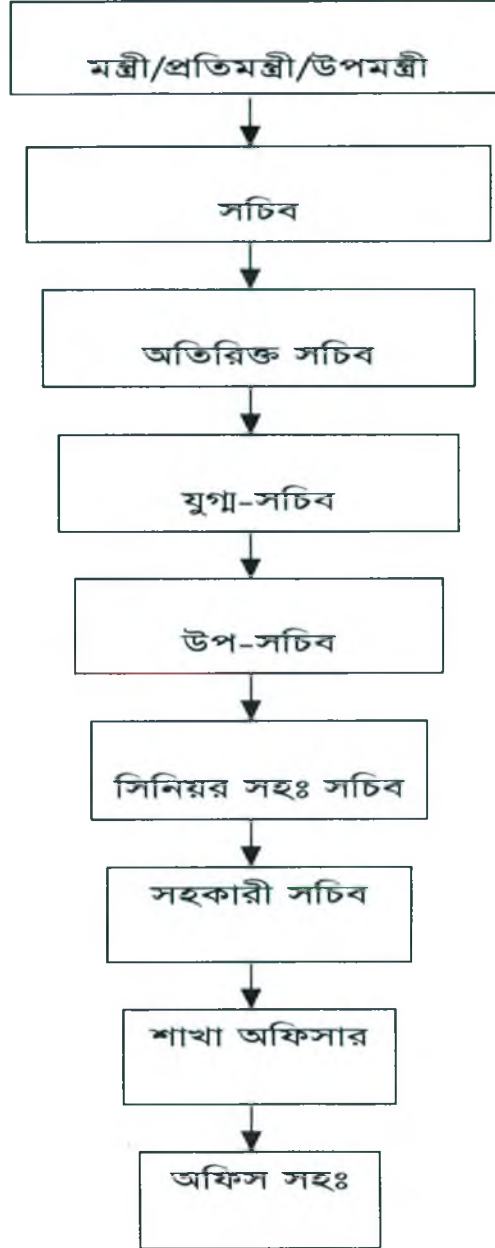 মন্ত্রী/প্রতিমন্ত্রী/উপমন্ত্রী
সচিব
অতিরিক্ত সচিব
যুগ্ম-সচিব
উপ-সচিব
সিনিয়র সহঃ সচিব
সহকারী সচিব
শাখা অফিসার
অফিস সহঃ